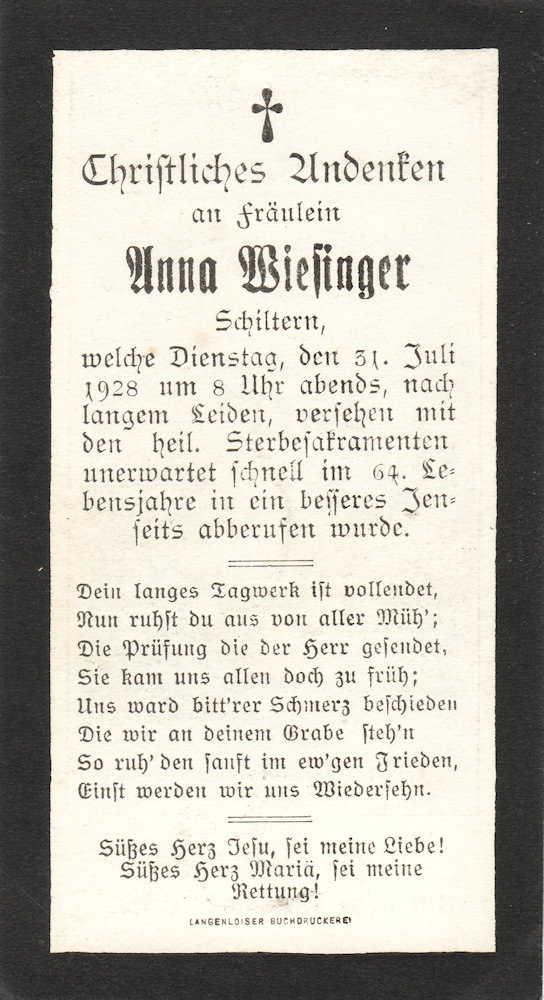 Christliches Andenken
an Fräulein
Anna Wiesinger
Schiltern,
welche Dienstag, den 31. Juli
1928 um 8 Uhr abends, nach
langem Leiden, versehen mit
den heil. Sterbesakramenten
unerwartet schnell im 64. Le-
bensjahre in ein besseres Jen-
seits abberufen wurde.
Dein langes Tagwerk ist vollendet,
Nun ruhst du aus von aller Müh';
Die Prüfung die der Herr gesendet,
Sie kam uns allen doch zu früh;
Uns ward bitt'rer Schmerz beschieden
Die wir an deinem Grabe steh'n
So ruh' den sanft im ew'gen Frieden,
Einst werden wir uns Wiedersehn.
Süßes Herz Jesu, sei meine Liebe!
Süßes Herz Mariä, sei meine
Rettung!
LANGENLOISER BUCHDRUCKEREI